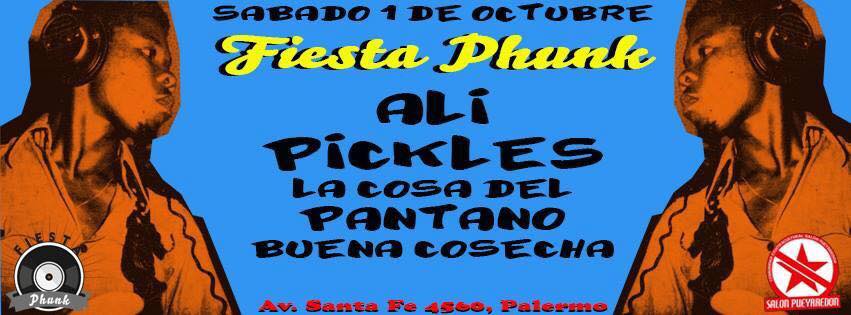 SABADO 1 DE OCTUBRE
Fiesta Phunk
ALI
PICKLES
LA COSA DEL
PANTANO
BUENA COSECHA
Av. Santa Fe 4560, Palermo
FIESTA
Phunk
SALON PUEYRREDON